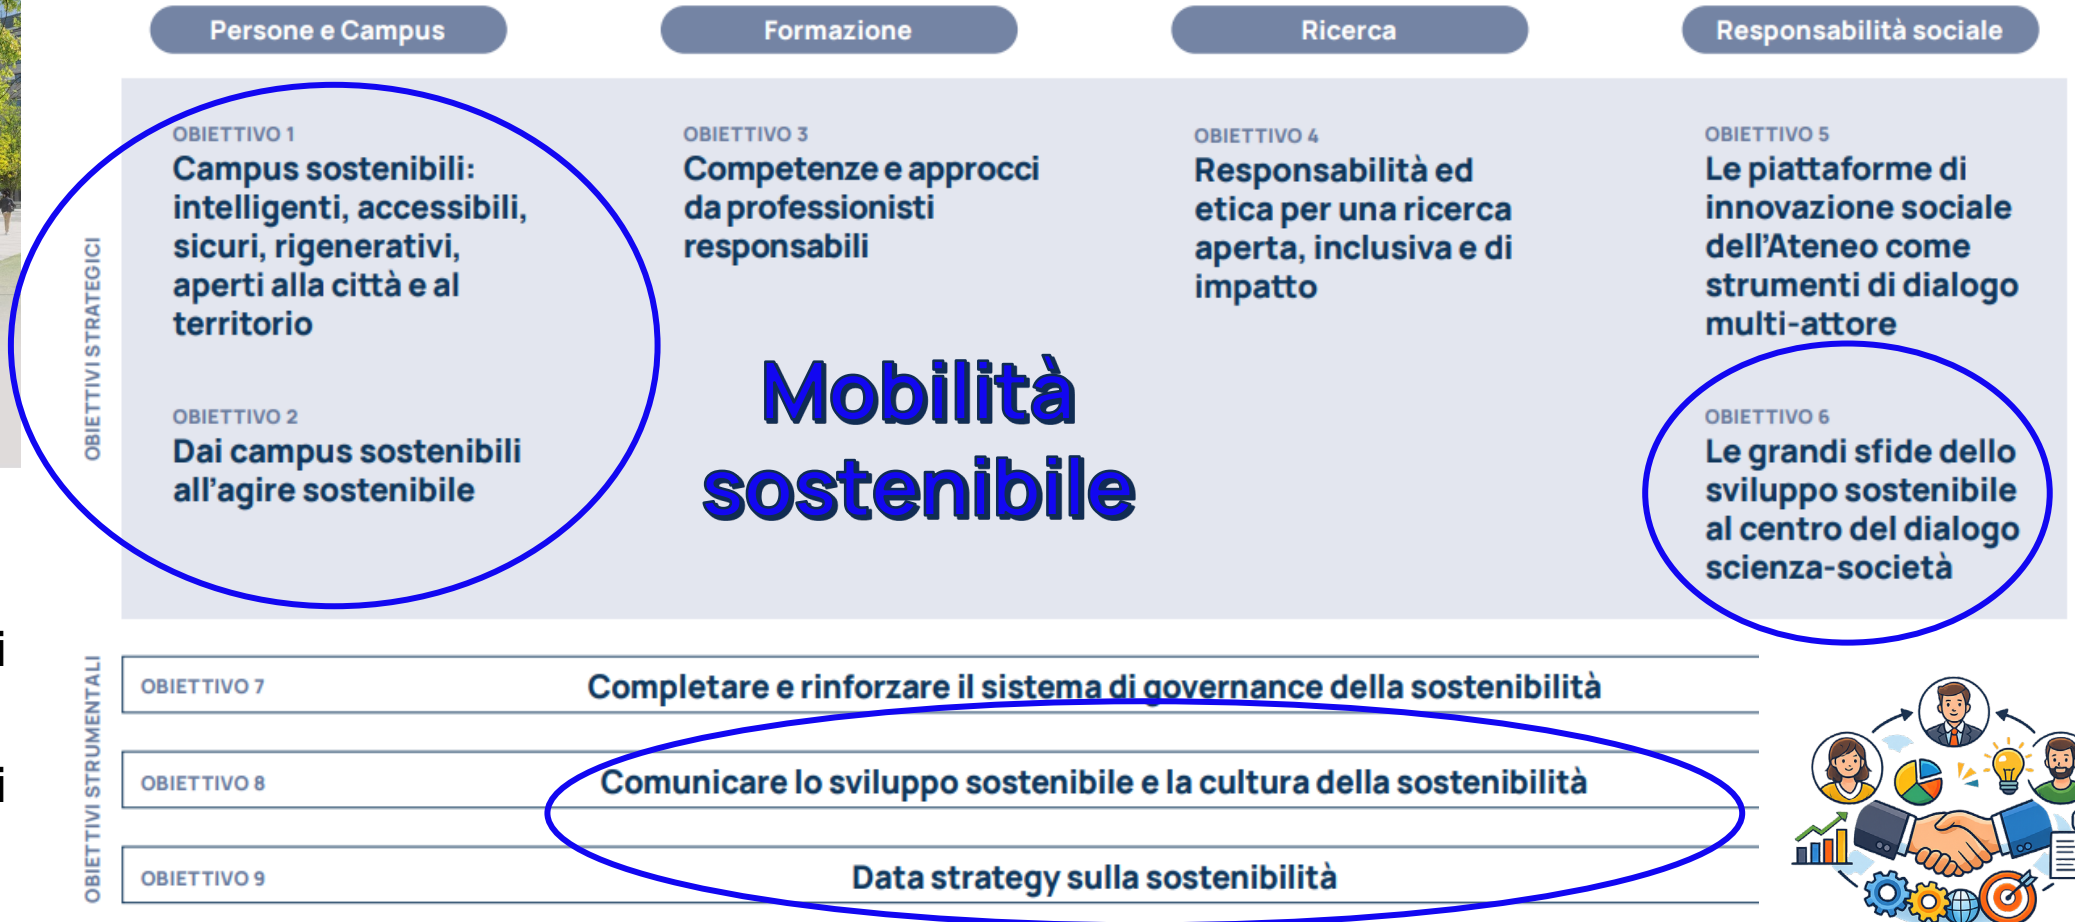 Persone e Campus
Formazione
Ricerca
Responsabilità sociale
OBIETTIVI STRATEGICI
OBIETTIVO 1
Campus sostenibili:
intelligenti, accessibili,
sicuri, rigenerativi,
aperti alla città e al
territorio
OBIETTIVO 2
Dai campus sostenibili
all'agire sostenibile
OBIETTIVO 3
Competenze e approcci
da professionisti
responsabili
Mobilità
sostenibile
OBIETTIVO 4
Responsabilità ed
etica per una ricerca
aperta, inclusiva e di
impatto
OBIETTIVO 5
Le piattaforme di
innovazione sociale
dell'Ateneo come
strumenti di dialogo
multi-attore
OBIETTIVO 6
Le grandi sfide dello
sviluppo sostenibile
al centro del dialogo
scienza-società
i
i
OBIETTIVI STRUMENTALI
OBIETTIVO 7
Completare e rinforzare il sistema di governance della sostenibilità
OBIETTIVO 8
Comunicare lo sviluppo sostenibile e la cultura della sostenibilità
OBIETTIVO 9
Data strategy sulla sostenibilità